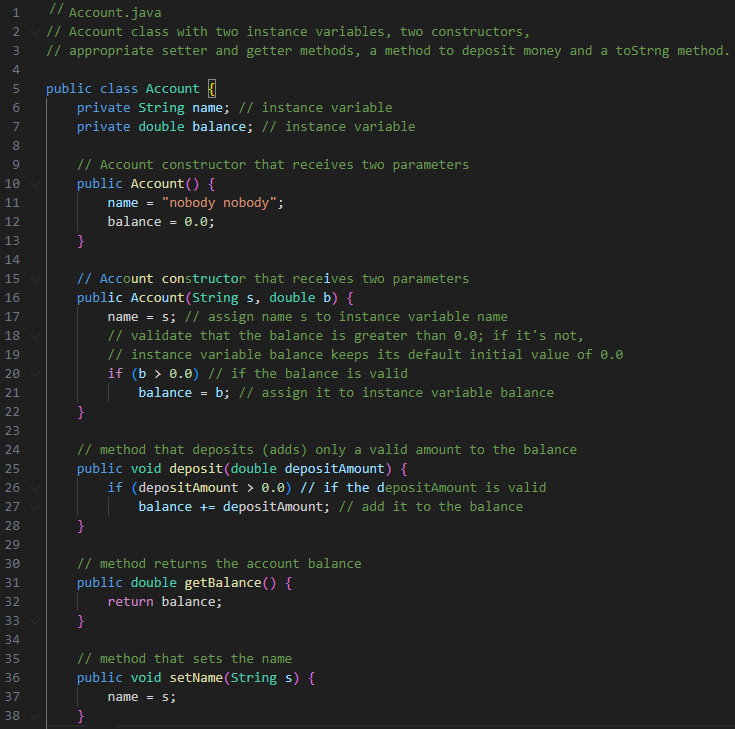 1 // Account.java
2 // Account class with two instance variables, two constructors,
3 // appropriate setter and getter methods, a method to deposit money and a toStrng method.
4
5 public class Account {
6     private String name; // instance variable
7     private double balance; // instance variable
8
9     // Account constructor that receives two parameters
10     public Account() {
11         name = "nobody nobody";
12         balance = 0.0;
13     }
14
15     // Account constructor that receives two parameters
16     public Account(String s, double b) {
17         name = s; // assign name s to instance variable name
18         // validate that the balance is greater than 0.0; if it's not,
19         // instance variable balance keeps its default initial value of 0.0
20         if (b > 0.0) // if the balance is valid
21             balance = b; // assign it to instance variable balance
22     }
23
24     // method that deposits (adds) only a valid amount to the balance
25     public void deposit(double depositAmount) {
26         if (depositAmount > 0.0) // if the depositAmount is valid
27             balance += depositAmount; // add it to the balance
28     }
29
30     // method returns the account balance
31     public double getBalance() {
32         return balance;
33     }
34
35     // method that sets the name
36     public void setName(String s) {
37         name = s;
38     }